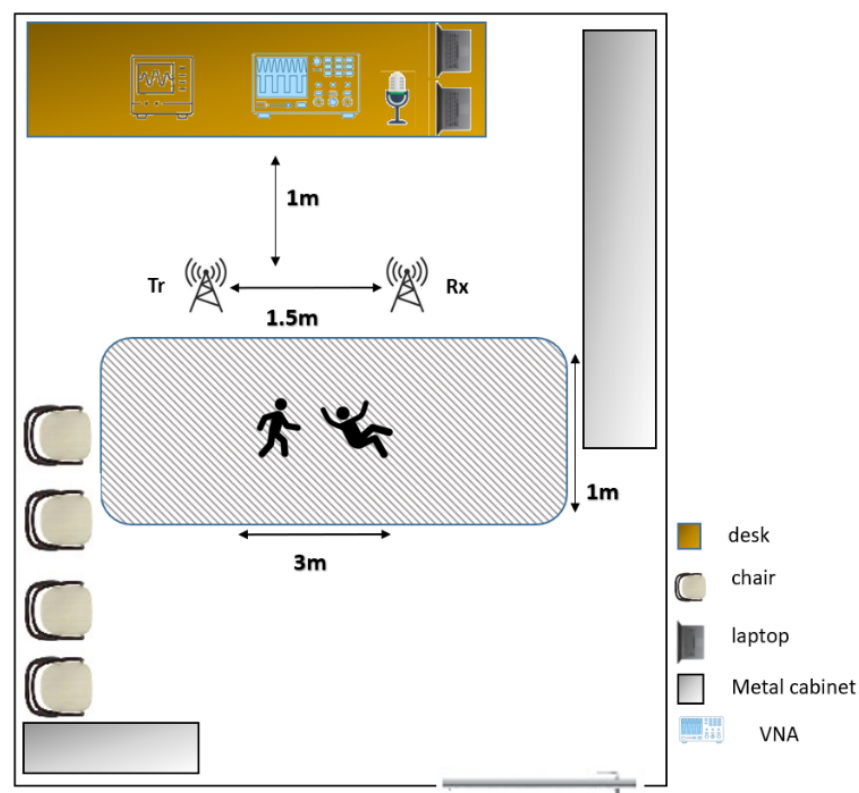 1m
Tr
Rx
1.5m
1m
3m
desk
chair
laptop
Metal cabinet
VNA